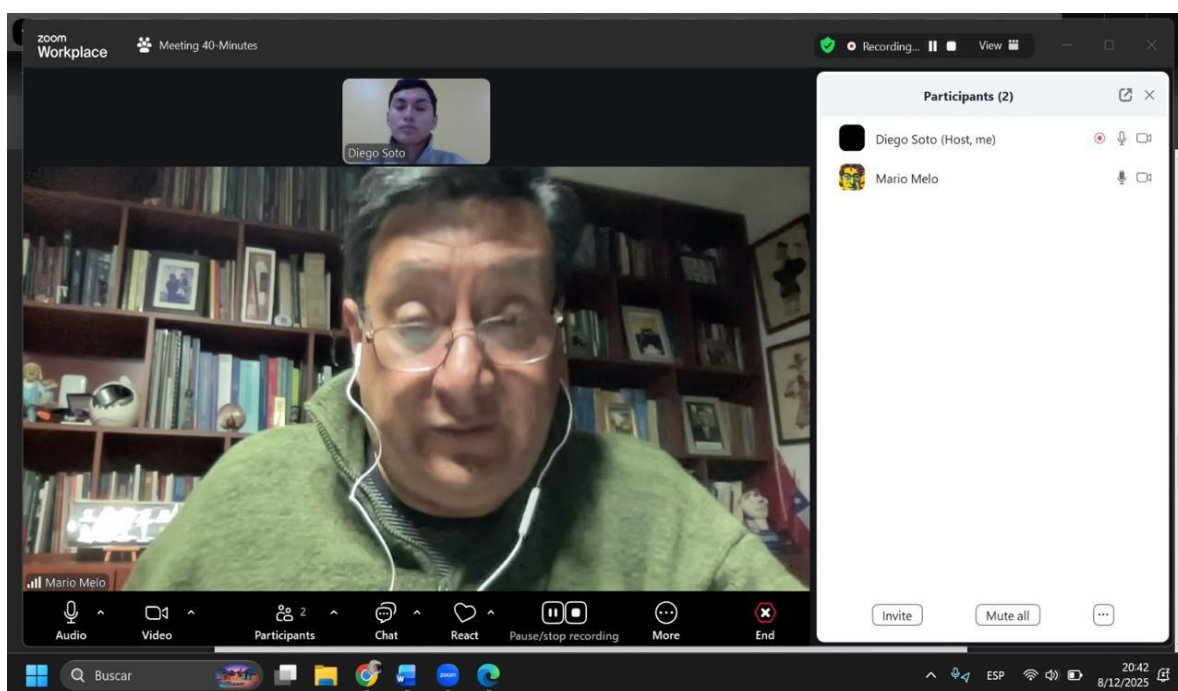 zoom
Workplace
Meeting 40-Minutes
Recording...
View
Participants (2)
Diego Soto (Host, me)
Mario Melo
Diego Soto
Mario Melo
Audio
Video
Participants
2
Chat
React
Pause/stop recording
More
End
Invite
Mute all
Buscar
W
zoom
ESP
20:42
8/12/2025